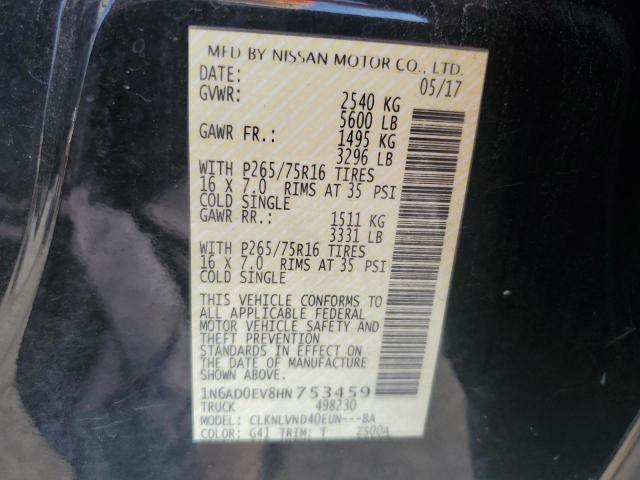 MFD BY NISSAN MOTOR CO., LTD.
DATE: 05/17
GVWR: 2540 KG
5600 LB
GAWR FR.: 1495 KG
3296 LB
WITH P265/75R16 TIRES
16 X 7.0 RIMS AT 35 PSI
COLD SINGLE
GAWR RR.: 1511 KG
3331 LB
WITH P265/75R16 TIRES
16 X 7.0 RIMS AT 35 PSI
COLD SINGLE
THIS VEHICLE CONFORMS TO
ALL APPLICABLE FEDERAL
MOTOR VEHICLE SAFETY AND
THEFT PREVENTION
STANDARDS IN EFFECT ON
THE DATE OF MANUFACTURE
SHOWN ABOVE.
1N6AD0EV8HN753459
TRUCK 498230
MODEL: CLKNLVND40EUN---BA
COLOR: G41 TRIM: T 2500A